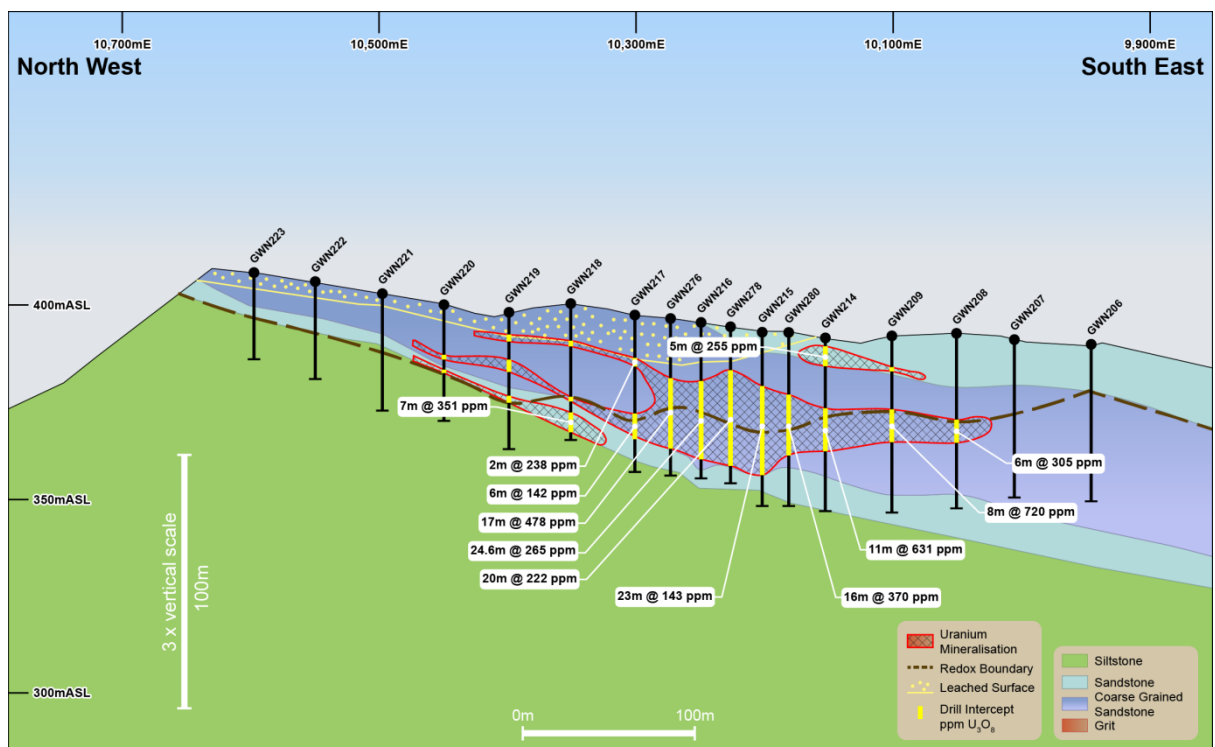 10,700mE
10,500mE
10,300mE
10,100mE
9,900mE
North West
South East
GWN223
GWN222
GWN221
GWN220
GWN219
GWN218
GWN217
GWN276
GWN216
GWN278
GWN215
GWN280
GWN214
GWN209
GWN208
GWN207
GWN206
400mASL
350mASL
300mASL
5m @ 255 ppm
7m @ 351 ppm
2m @ 238 ppm
6m @ 142 ppm
17m @ 478 ppm
24.6m @ 265 ppm
20m @ 222 ppm
23m @ 143 ppm
16m @ 370 ppm
11m @ 631 ppm
8m @ 720 ppm
6m @ 305 ppm
3 x vertical scale
100m
0m
100m
Uranium
Mineralisation
Redox Boundary
Leached Surface
Drill Intercept
ppm U₃O₈
Siltstone
Sandstone
Coarse Grained
Sandstone
Grit